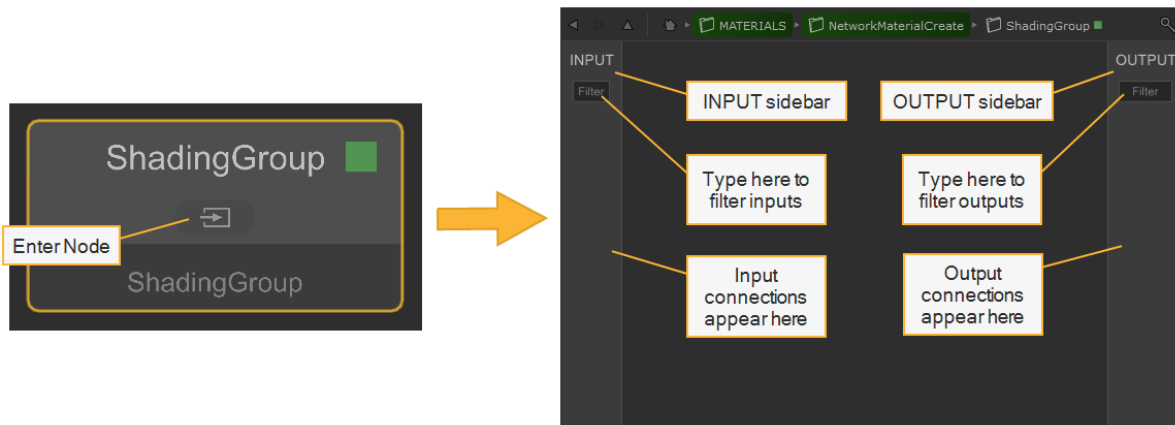 MATERIALS NetworkMaterialCreate ShadingGroup
INPUT
OUTPUT
Filter
Filter
INPUT sidebar
OUTPUT sidebar
ShadingGroup
Type here to
filter inputs
Type here to
filter outputs
Enter Node
ShadingGroup
Input
connections
appear here
Output
connections
appear here